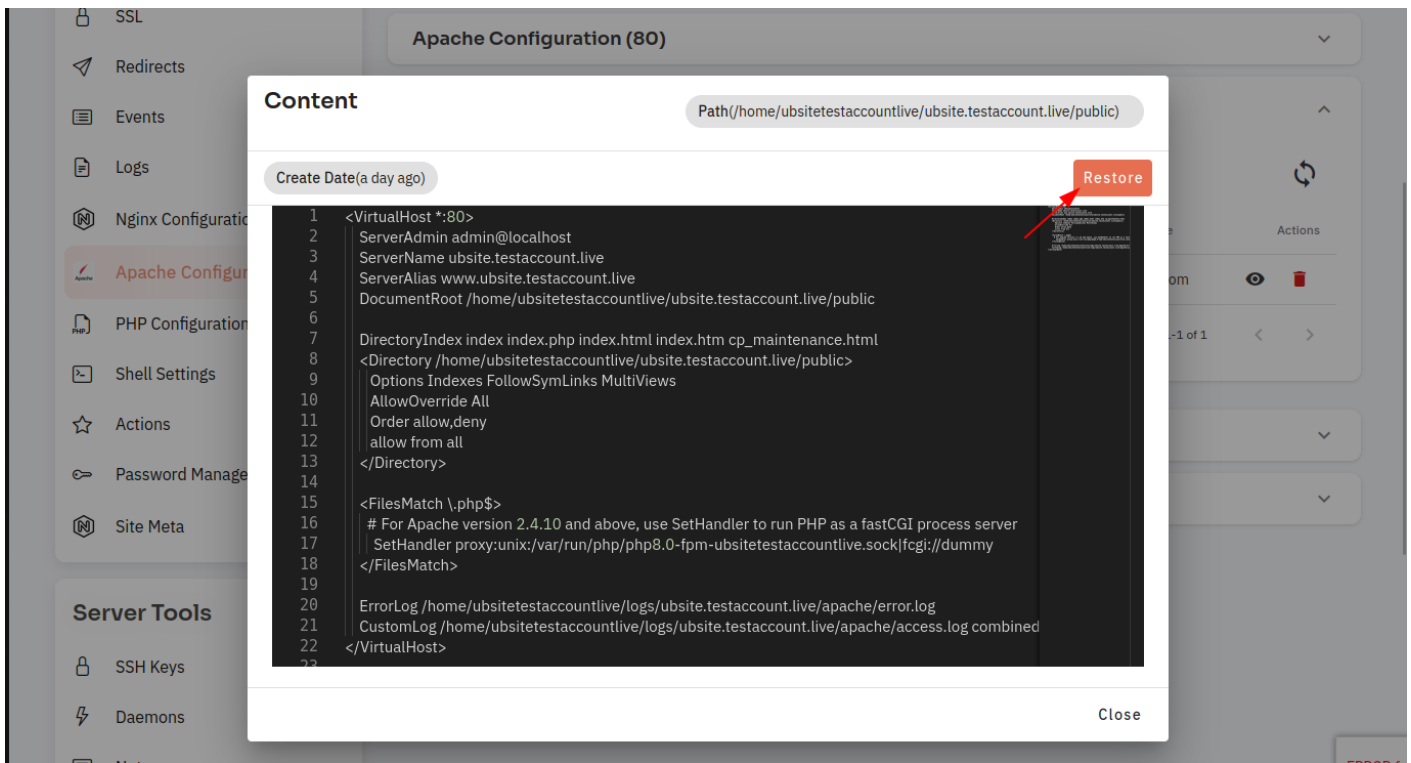 SSL
Redirects
Events
Logs
Nginx Configuratio
Apache Configur
PHP Configuration
Shell Settings
Actions
Password Manage
Site Meta
Server Tools
SSH Keys
Daemons
Apache Configuration (80)
Content
Path(/home/ubsitetestaccountlive/ubsite.testaccount.live/public)
Create Date(a day ago)
Restore
1 <VirtualHost *:80>
2 ServerAdmin admin@localhost
3 ServerName ubsite.testaccount.live
4 ServerAlias www.ubsite.testaccount.live
5 DocumentRoot /home/ubsitetestaccountlive/ubsite.testaccount.live/public
6
7 DirectoryIndex index index.php index.html index.htm cp_maintenance.html
8 <Directory /home/ubsitetestaccountlive/ubsite.testaccount.live/public>
9 Options Indexes FollowSymLinks MultiViews
10 AllowOverride All
11 Order allow,deny
12 allow from all
13 </Directory>
14
15 <FilesMatch \.php$>
16 # For Apache version 2.4.10 and above, use SetHandler to run PHP as a fastCGI process server
17 SetHandler proxy:unix:/var/run/php/php8.0-fpm-ubsitetestaccountlive.sock|fcgi://dummy
18 </FilesMatch>
19
20 ErrorLog /home/ubsitetestaccountlive/logs/ubsite.testaccount.live/apache/error.log
21 CustomLog /home/ubsitetestaccountlive/logs/ubsite.testaccount.live/apache/access.log combined
22 </VirtualHost>
23
Close
Actions
om
-1 of 1